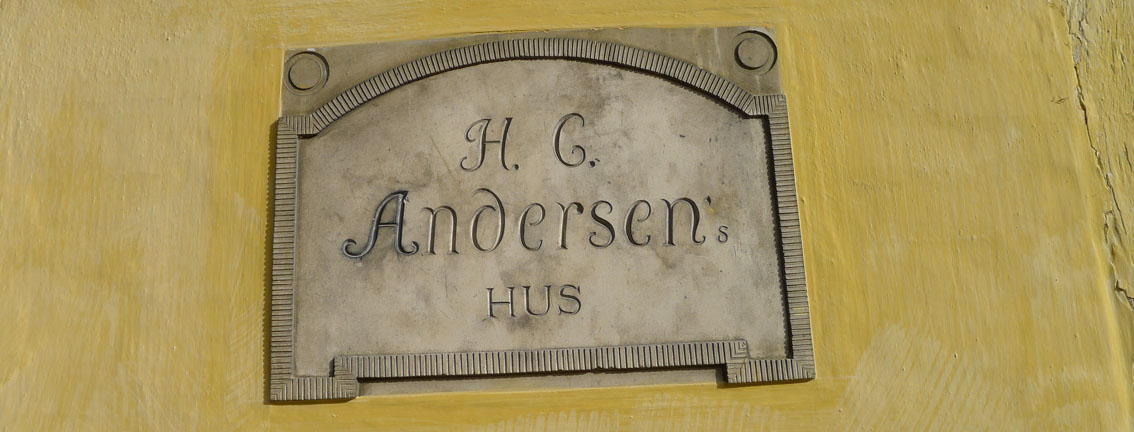 H. C.
Andersen's
HUS